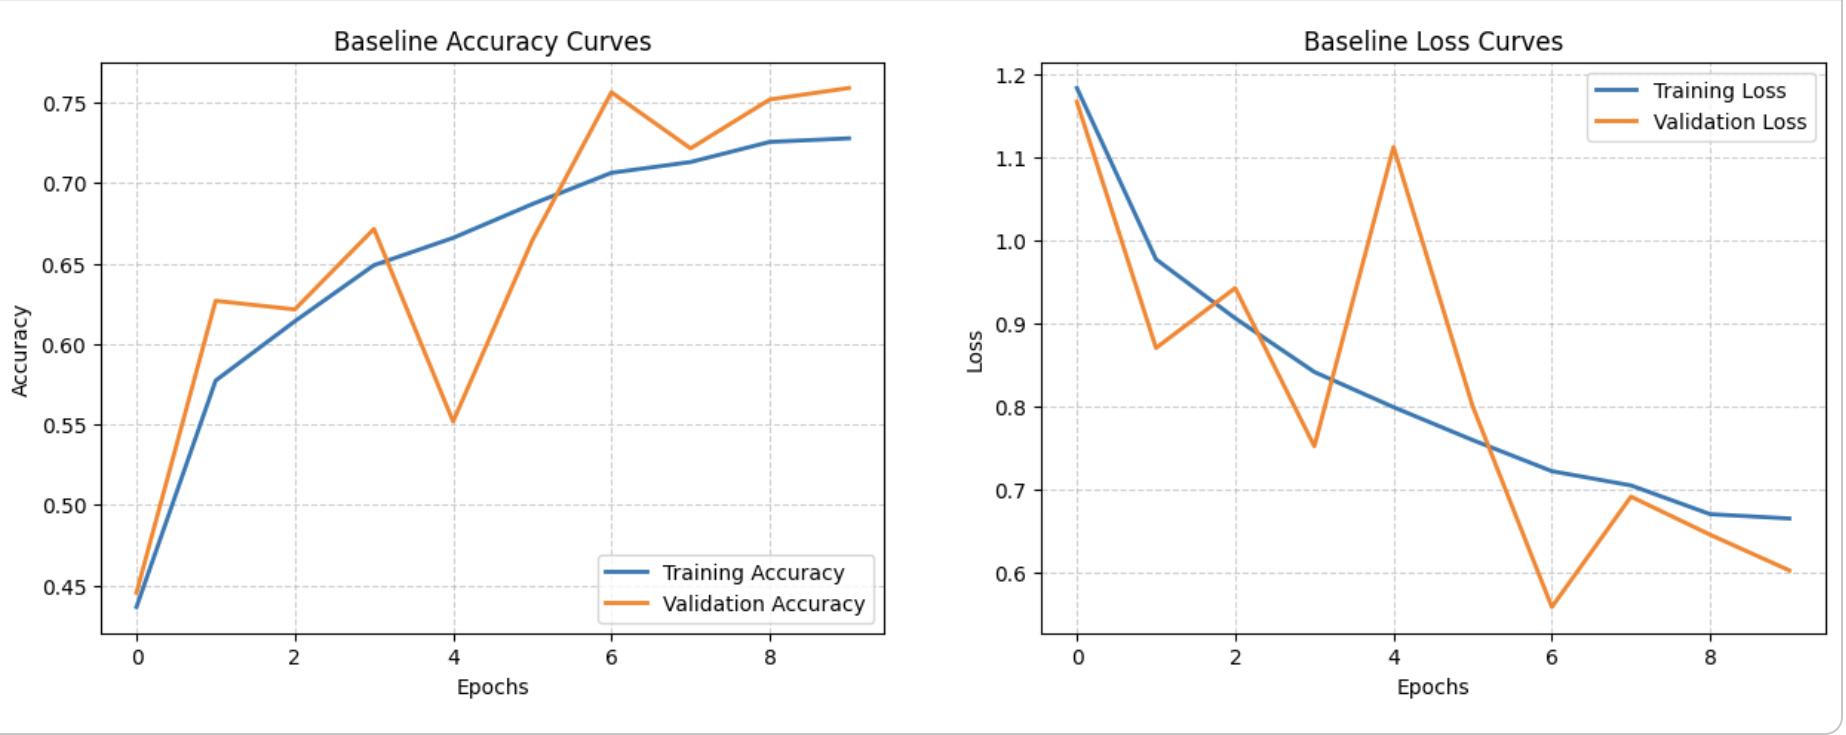 Baseline Accuracy Curves
0.75
0.70
0.65
0.60
0.55
0.50
0.45
Accuracy
Training Accuracy
Validation Accuracy
0 2 4 6 8
Epochs
Baseline Loss Curves
1.2
1.1
1.0
0.9
0.8
0.7
0.6
Loss
Training Loss
Validation Loss
0 2 4 6 8
Epochs